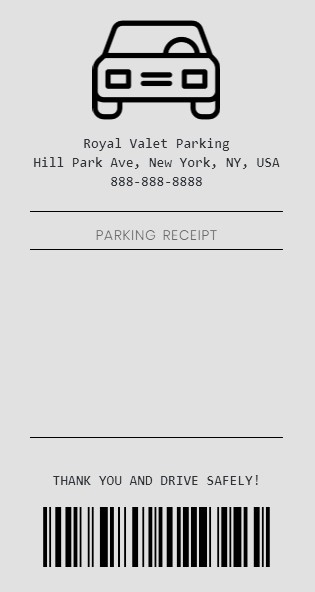 Royal Valet Parking
Hill Park Ave, New York, NY, USA
888-888-8888
PARKING RECEIPT
THANK YOU AND DRIVE SAFELY!